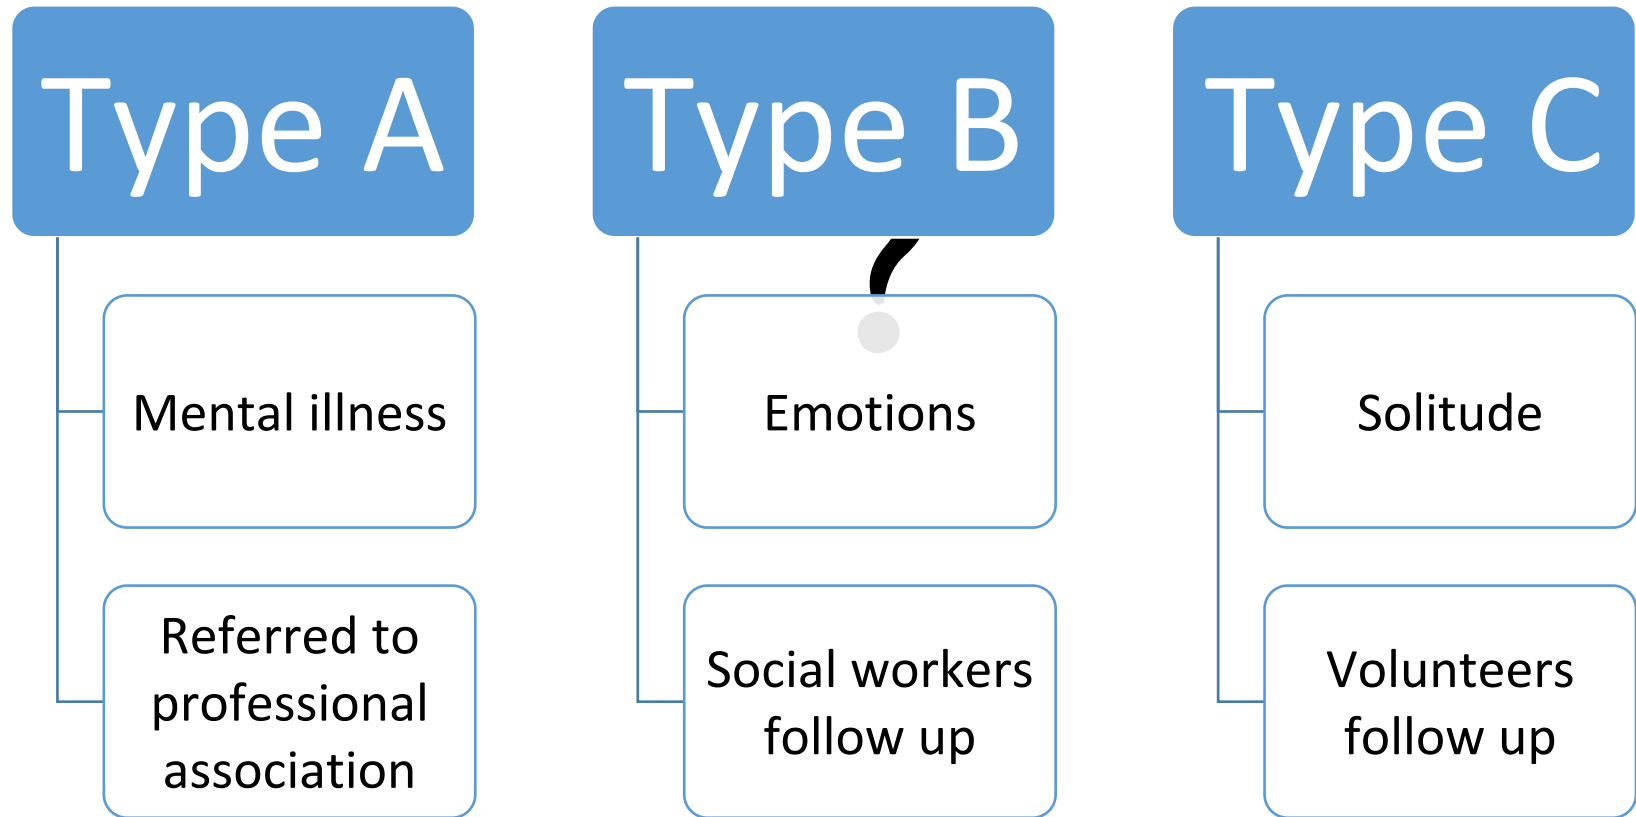 Type A
Mental illness
Referred to
professional
association
Type B
?
Emotions
Social workers
follow up
Type C
Solitude
Volunteers
follow up